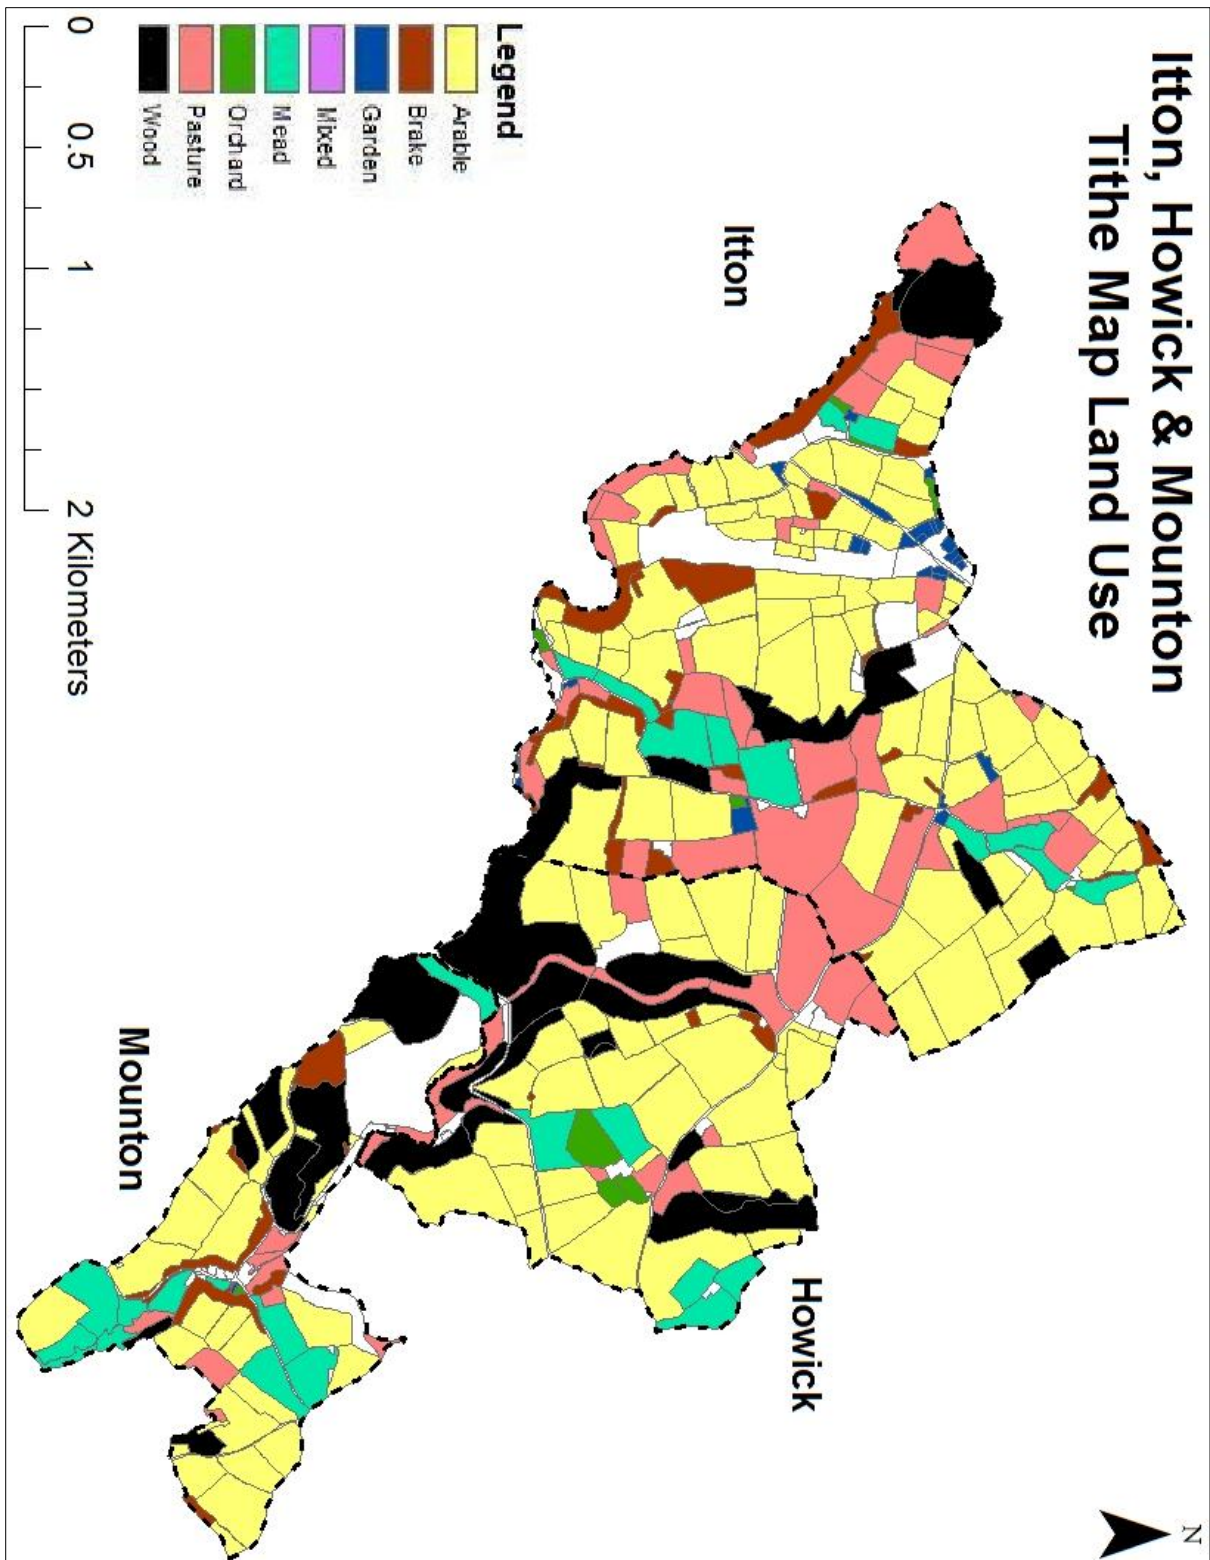 Itton, Howick & Mounton
Tithe Map Land Use
N
Itton
Howick
Mounton
Legend
Arable
Brake
Garden
Mixed
Mead
Orchard
Pasture
Wood
0 0.5 1 2 Kilometers